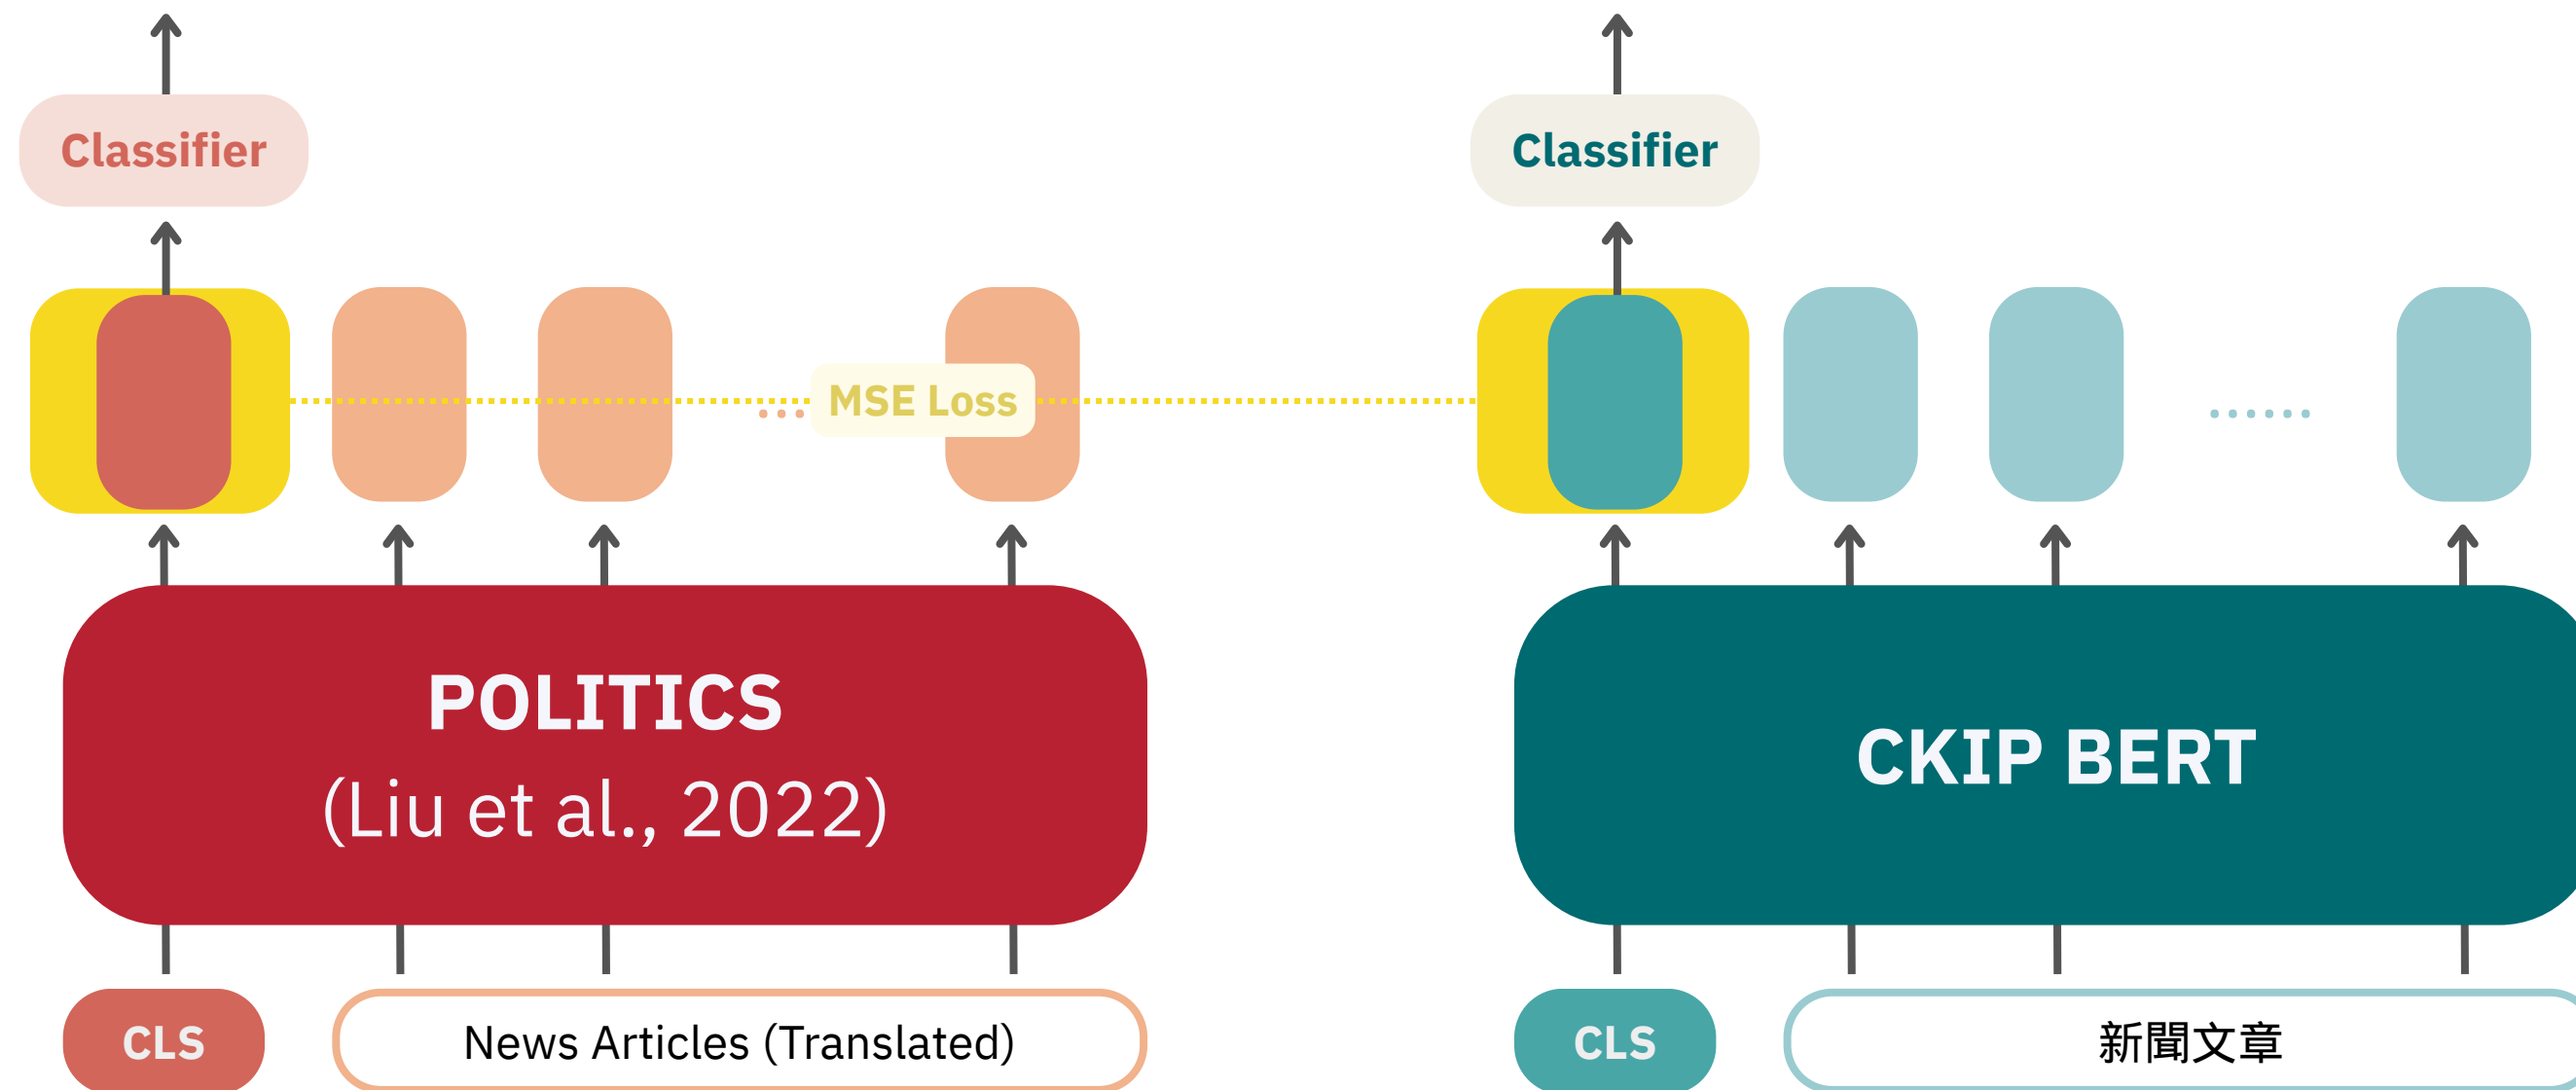 Classifier
Classifier
MSE Loss
POLITICS
(Liu et al., 2022)
CKIP BERT
CLS
News Articles (Translated)
CLS
新聞文章